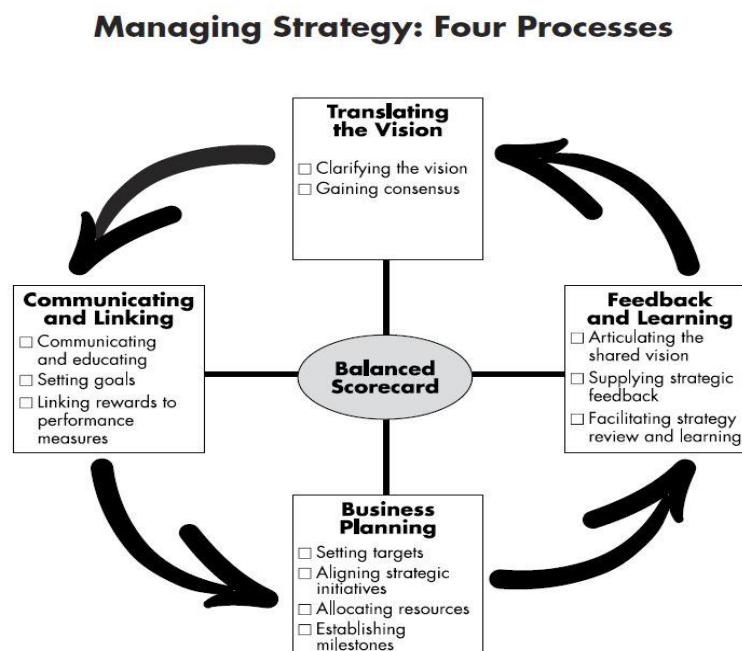 Managing Strategy: Four Processes
Translating
the Vision
Clarifying the vision
Gaining consensus
Communicating
and Linking
Communicating
and educating
Setting goals
Linking rewards to
performance
measures
Balanced
Scorecard
Feedback
and Learning
Articulating the
shared vision
Supplying strategic
feedback
Facilitating strategy
review and learning
Business
Planning
Setting targets
Aligning strategic
initiatives
Allocating resources
Establishing
milestones